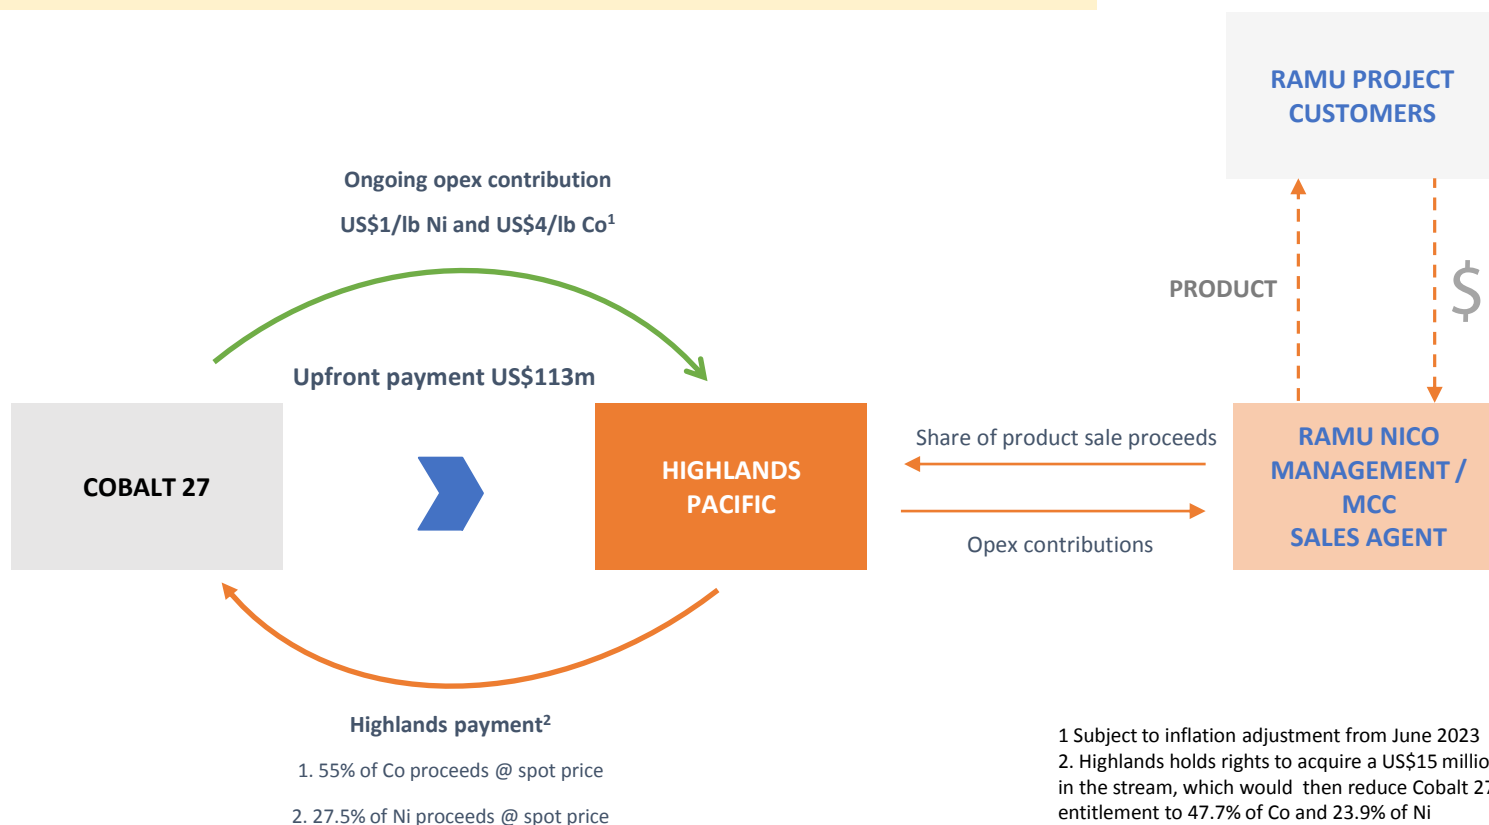 RAMU PROJECT
CUSTOMERS
Ongoing opex contribution
US$1/lb Ni and US$4/lb Co1
PRODUCT
$
Upfront payment US$113m
COBALT 27
HIGHLANDS
PACIFIC
Share of product sale proceeds
Opex contributions
RAMU NICO
MANAGEMENT /
MCC
SALES AGENT
Highlands payment2
1. 55% of Co proceeds @ spot price
2. 27.5% of Ni proceeds @ spot price
1 Subject to inflation adjustment from June 2023
2. Highlands holds rights to acquire a US$15
in the stream, which would then reduce Cobalt
entitlement to 47.7% of Co and 23.9% of Ni